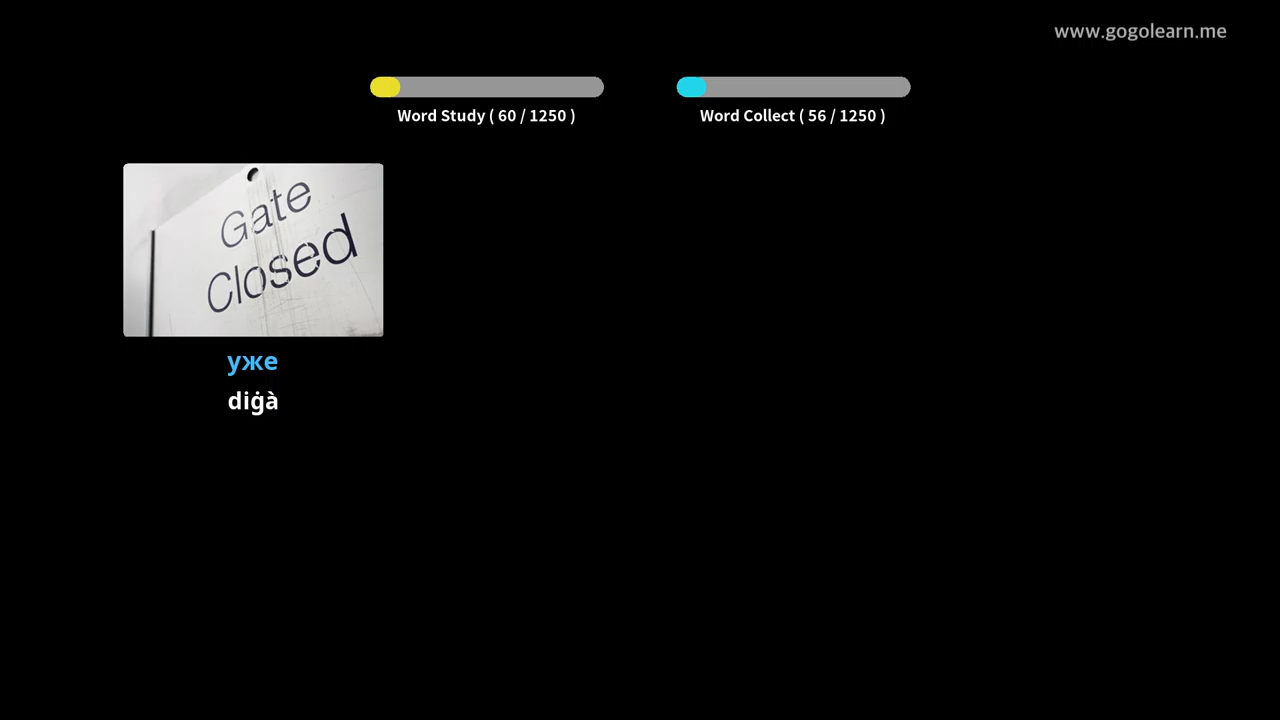 www.gogolearn.me
Word Study ( 60 / 1250 )
Word Collect ( 56 / 1250 )
Gate
Closed
уже
diġà